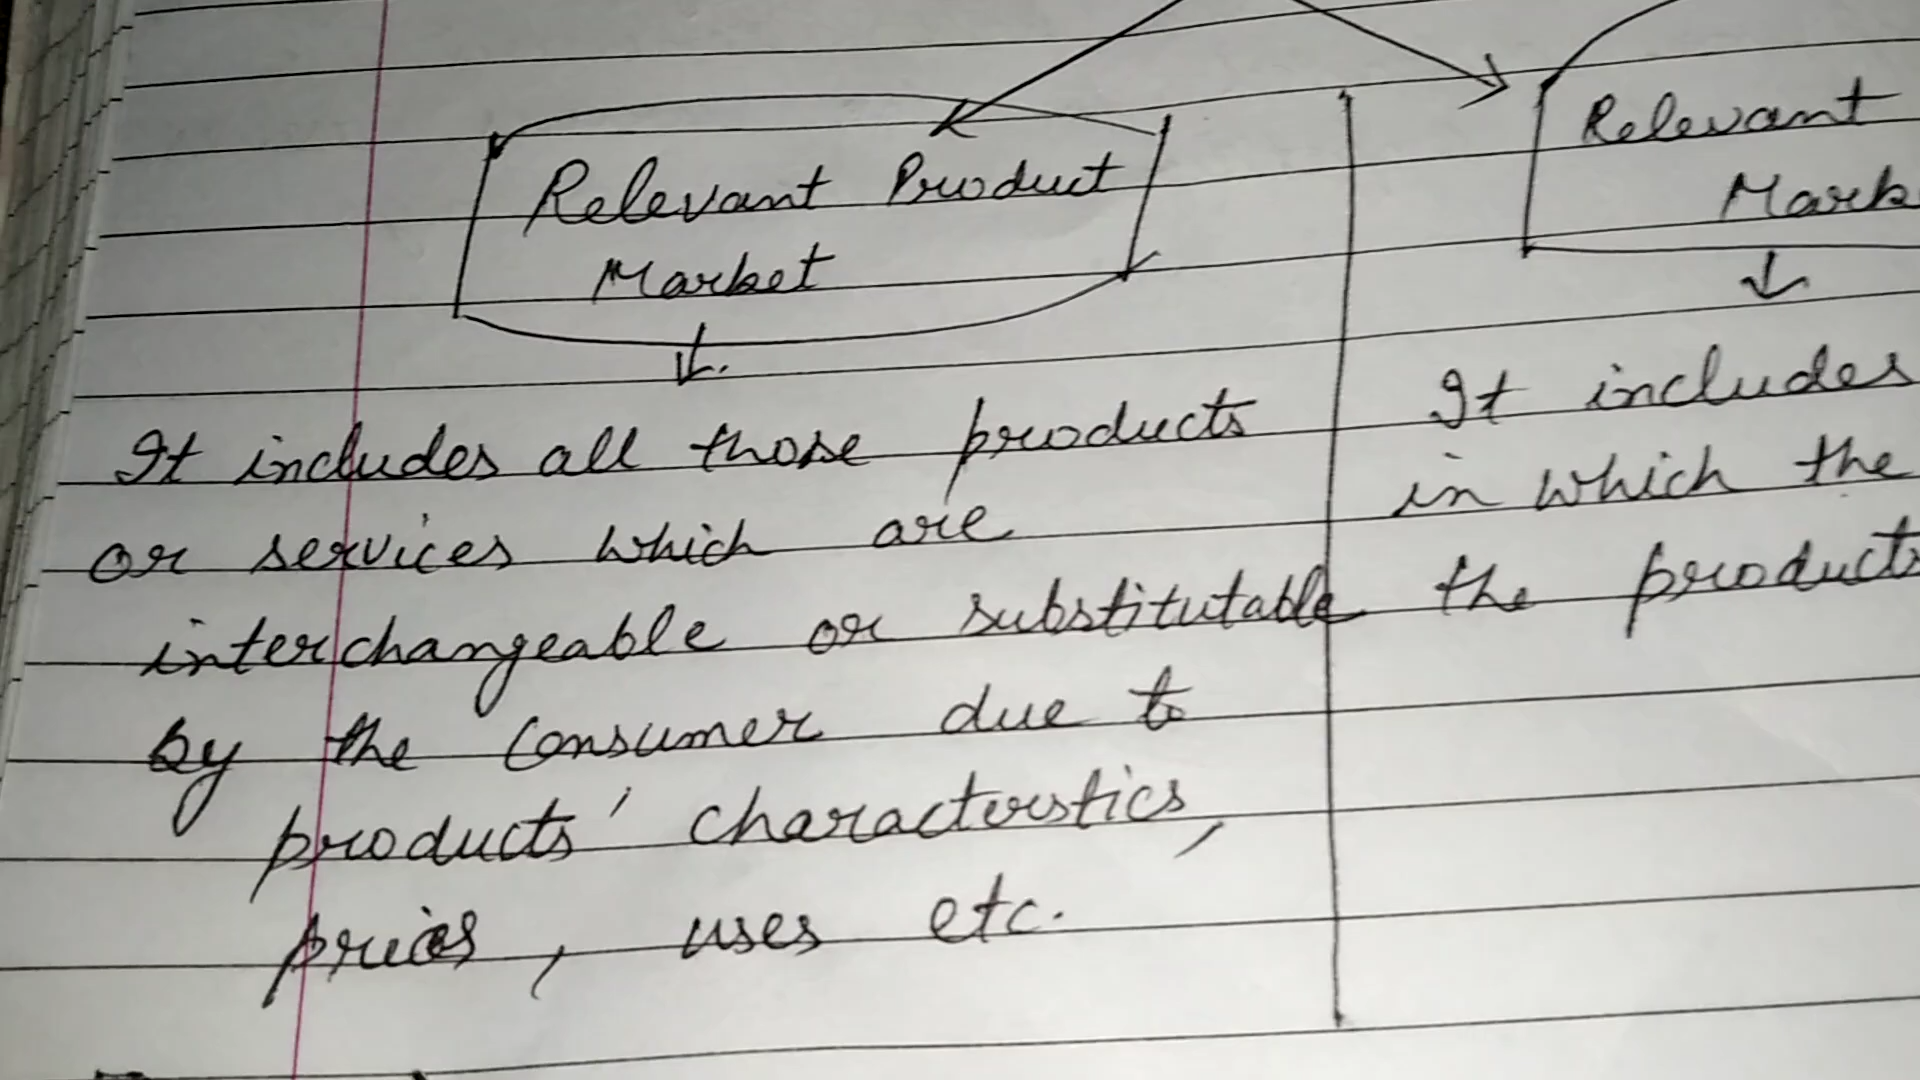 Relevant Product
Market
It includes all those products
or services which are
interchangeable or substitutable
by the consumer due to
products' characterstics,
prices, uses etc.
Relevant
Mark
It includes
in which the
the products